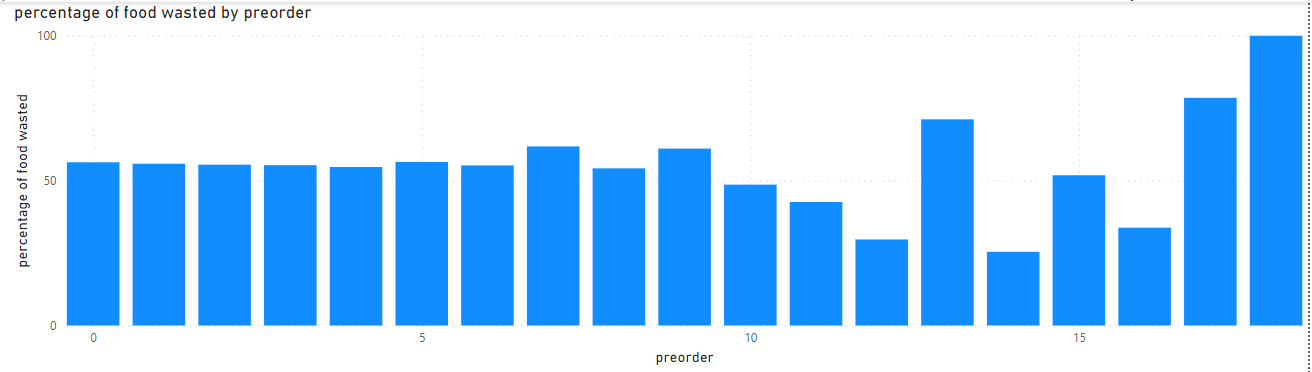 percentage of food wasted by preorder
100
50
0
percentage of food wasted
0 5 10 15
preorder